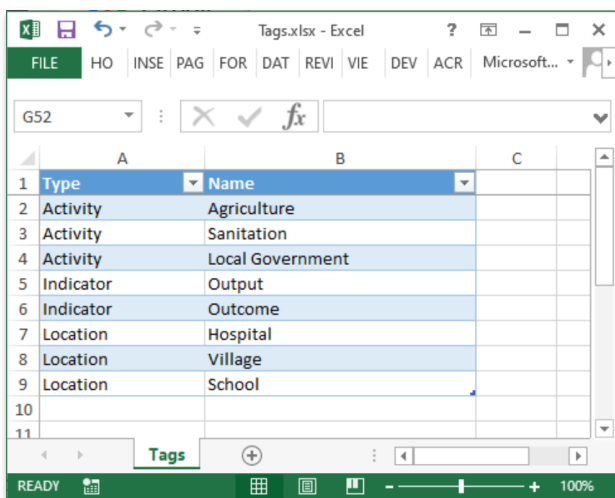 Tags.xlsx - Excel ?
FILE HO INSE PAG FOR DAT REVI VIE DEV ACR Microsoft...
G52 fx
A B C
1 Type Name
2 Activity Agriculture
3 Activity Sanitation
4 Activity Local Government
5 Indicator Output
6 Indicator Outcome
7 Location Hospital
8 Location Village
9 Location School
10
11
Tags
READY 100%